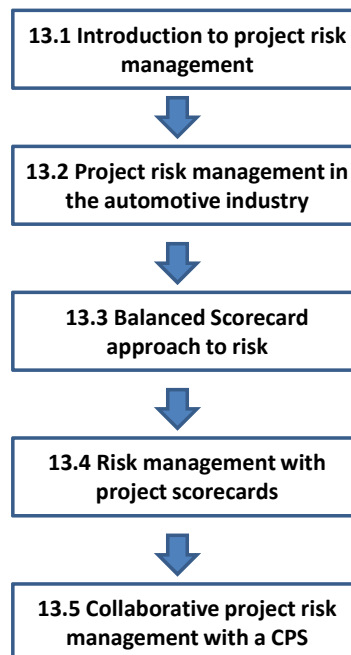 13.1 Introduction to project risk
management
13.2 Project risk management in
the automotive industry
13.3 Balanced Scorecard
approach to risk
13.4 Risk management with
project scorecards
13.5 Collaborative project risk
management with a CPS